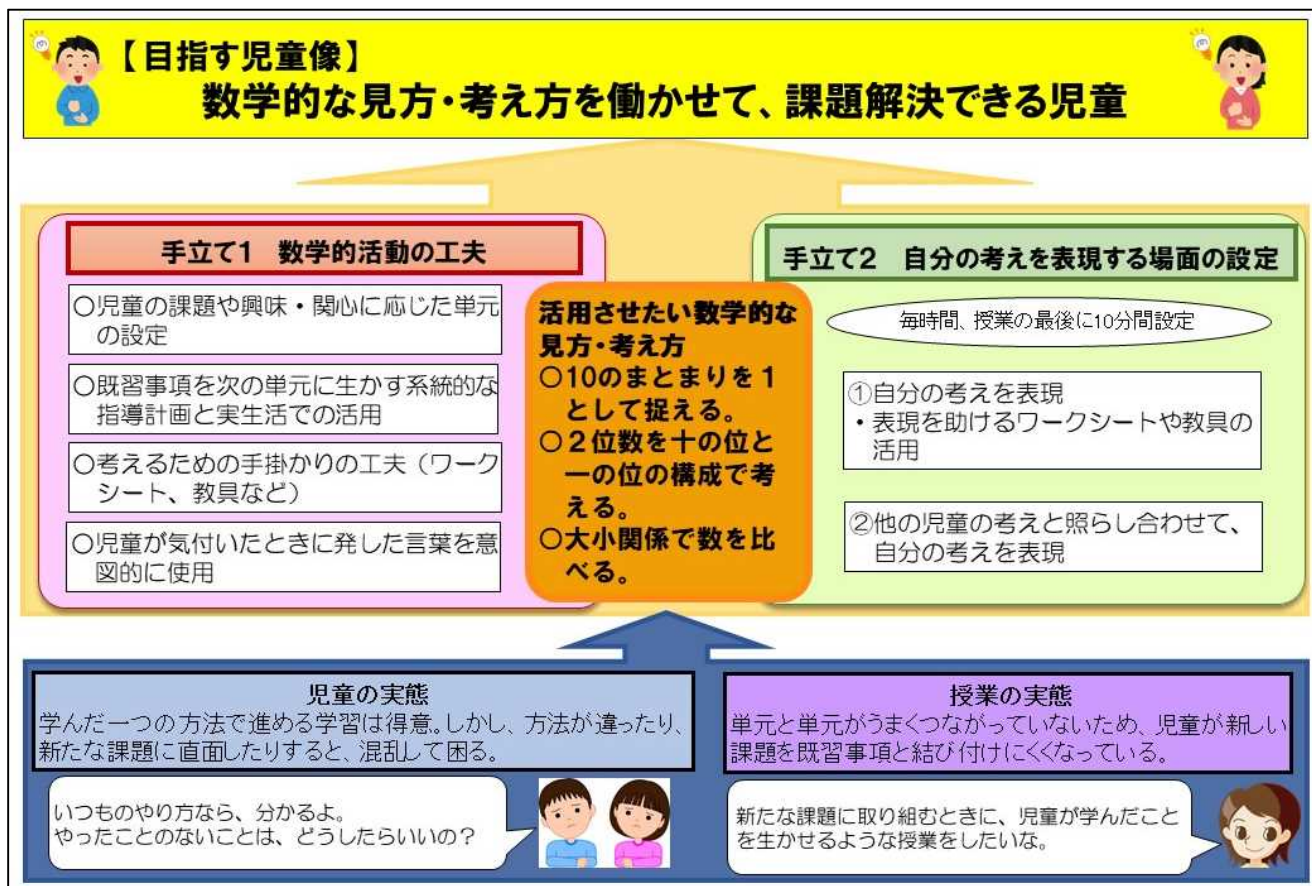 【目指す児童像】
数学的な見方・考え方を働かせて、課題解決できる児童
手立て1 数学的活動の工夫
○児童の課題や興味・関心に応じた単元
の設定
○既習事項を次の単元に生かす系統的な
指導計画と実生活での活用
○考えるための手掛かりの工夫（ワーク
シート、教具など）
○児童が気付いたときに発した言葉を意
図的に使用
活用させたい数学的な
見方・考え方
○10のまとまりを１
として捉える。
○２位数を十の位と
一の位の構成で考
える。
○大小関係で数を比
べる。
手立て2 自分の考えを表現する場面の設定
毎時間、授業の最後に10分間設定
①自分の考えを表現
・表現を助けるワークシートや教具の
活用
②他の児童の考えと照らし合わせて、
自分の考えを表現
児童の実態
学んだ一つの方法で進める学習は得意。しかし、方法が違ったり、
新たな課題に直面したりすると、混乱して困る。
いつものやり方なら、分かるよ。
やったことのないことは、どうしたらいいの？
授業の実態
単元と単元がうまくつながっていないため、児童が新しい
課題を既習事項と結び付けにくくなっている。
新たな課題に取り組むときに、児童が学んだこと
を生かせるような授業をしたいな。